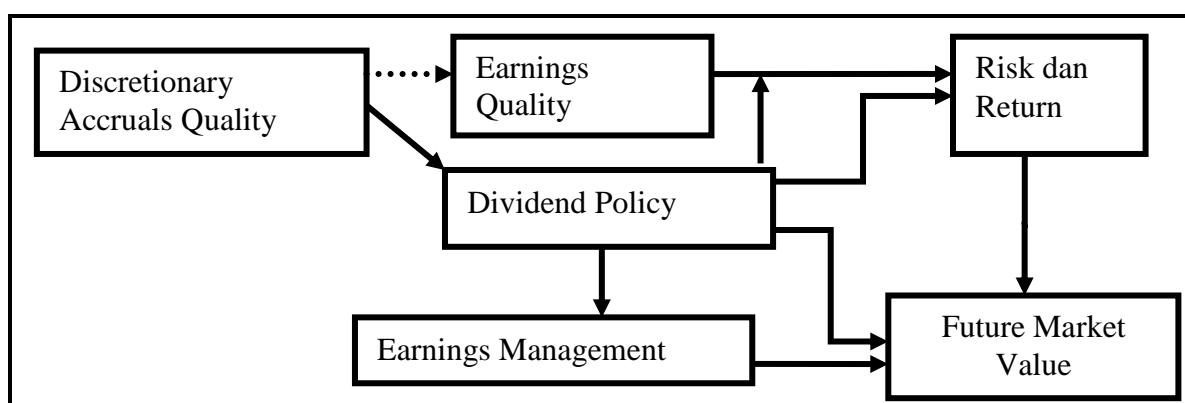 Discretionary
Accruals Quality
Earnings
Quality
Risk dan
Return
Dividend Policy
Earnings Management
Future Market
Value